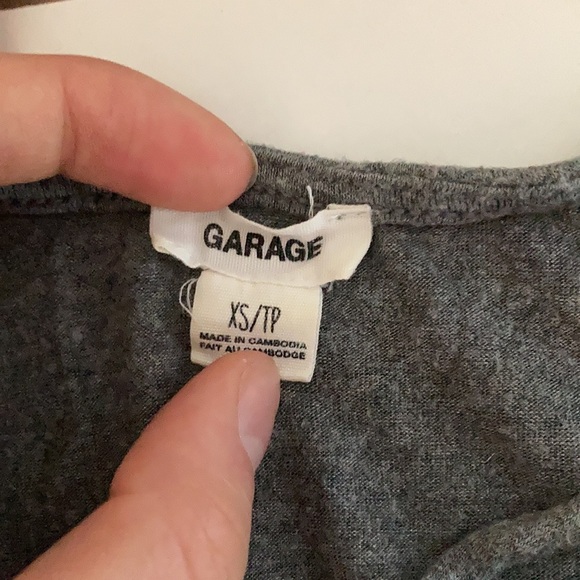 GARAGE
XS/TP
MADE IN CAMBODIA
FAIT AU CAMBODGE